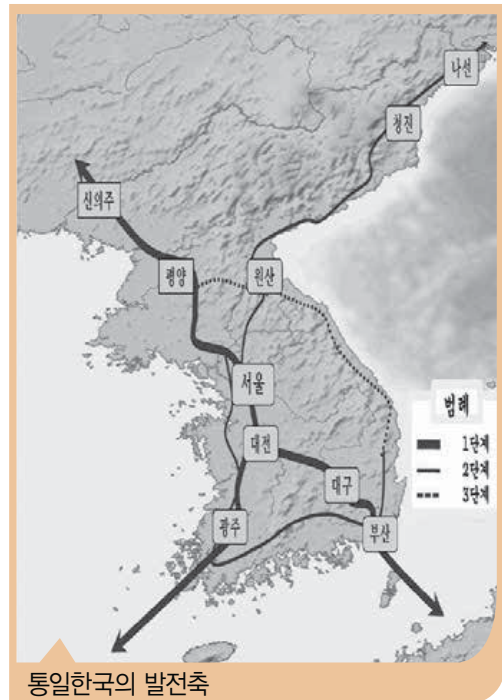 나선
청진
신의주
평양
원산
서울
대전
대구
광주
부산
범례
1단계
2단계
3단계
통일한국의 발전축